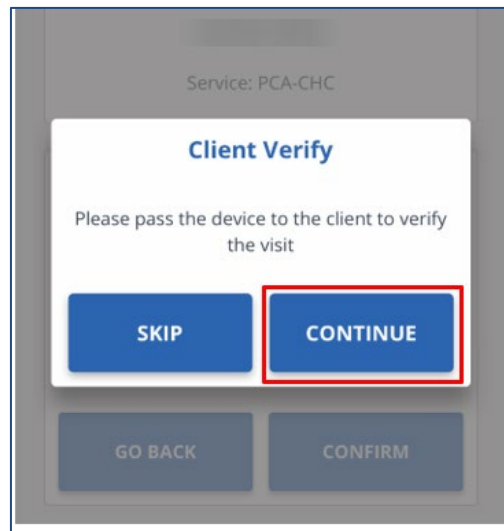 Service: PCA-CHC
Client Verify
Please pass the device to the client to verify
the visit
SKIP
CONTINUE
GO BACK
CONFIRM